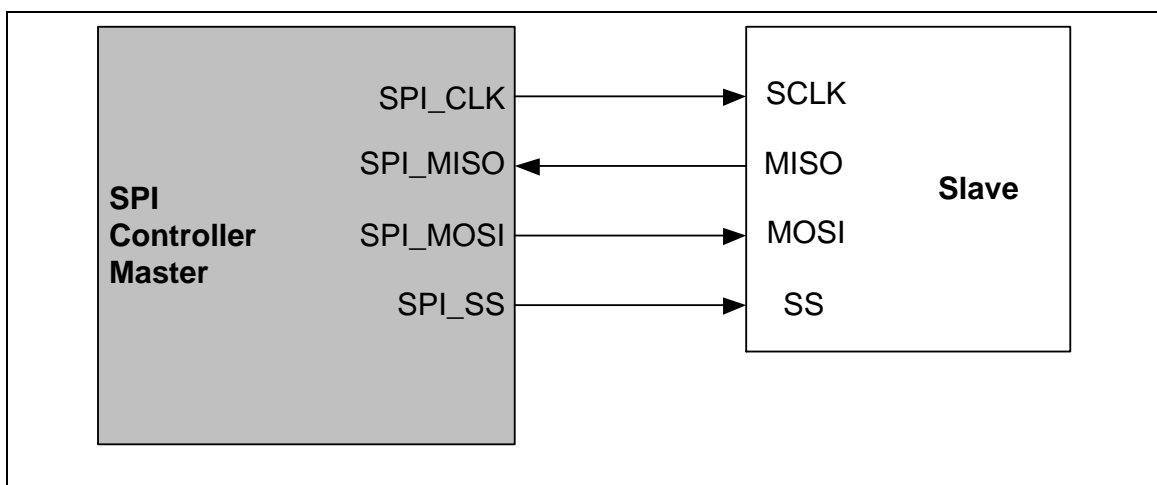 SPI_CLK
SPI_MISO
SPI_MOSI
SPI_SS
SPI
Controller
Master
SCLK
MISO
MOSI
SS
Slave